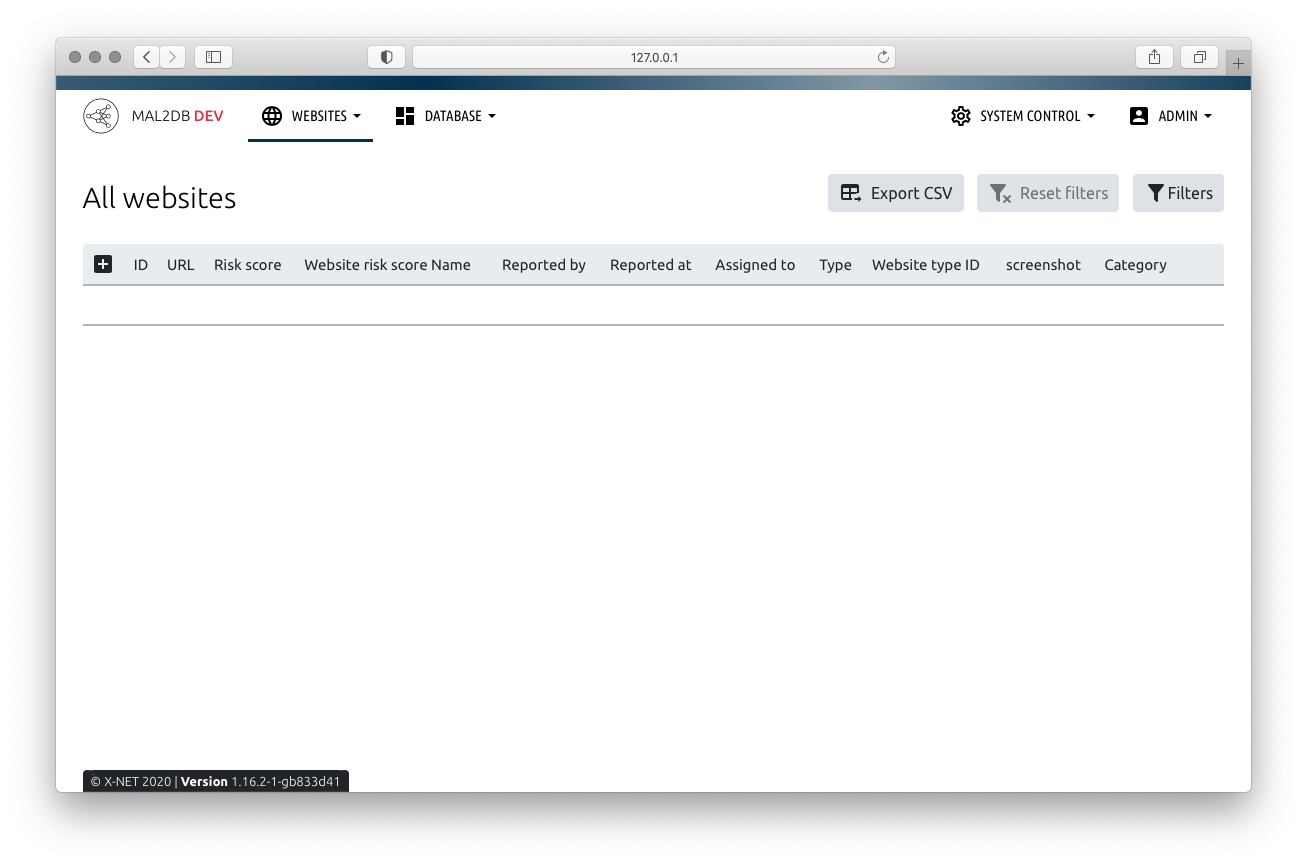 127.0.0.1
MAL2DB DEV WEBSITES DATABASE SYSTEM CONTROL ADMIN
All websites
Export CSV Reset filters Filters
ID URL Risk score Website risk score Name Reported by Reported at Assigned to Type Website type ID screenshot Category
© X-NET 2020 | Version 1.16.2-1-gb833d41